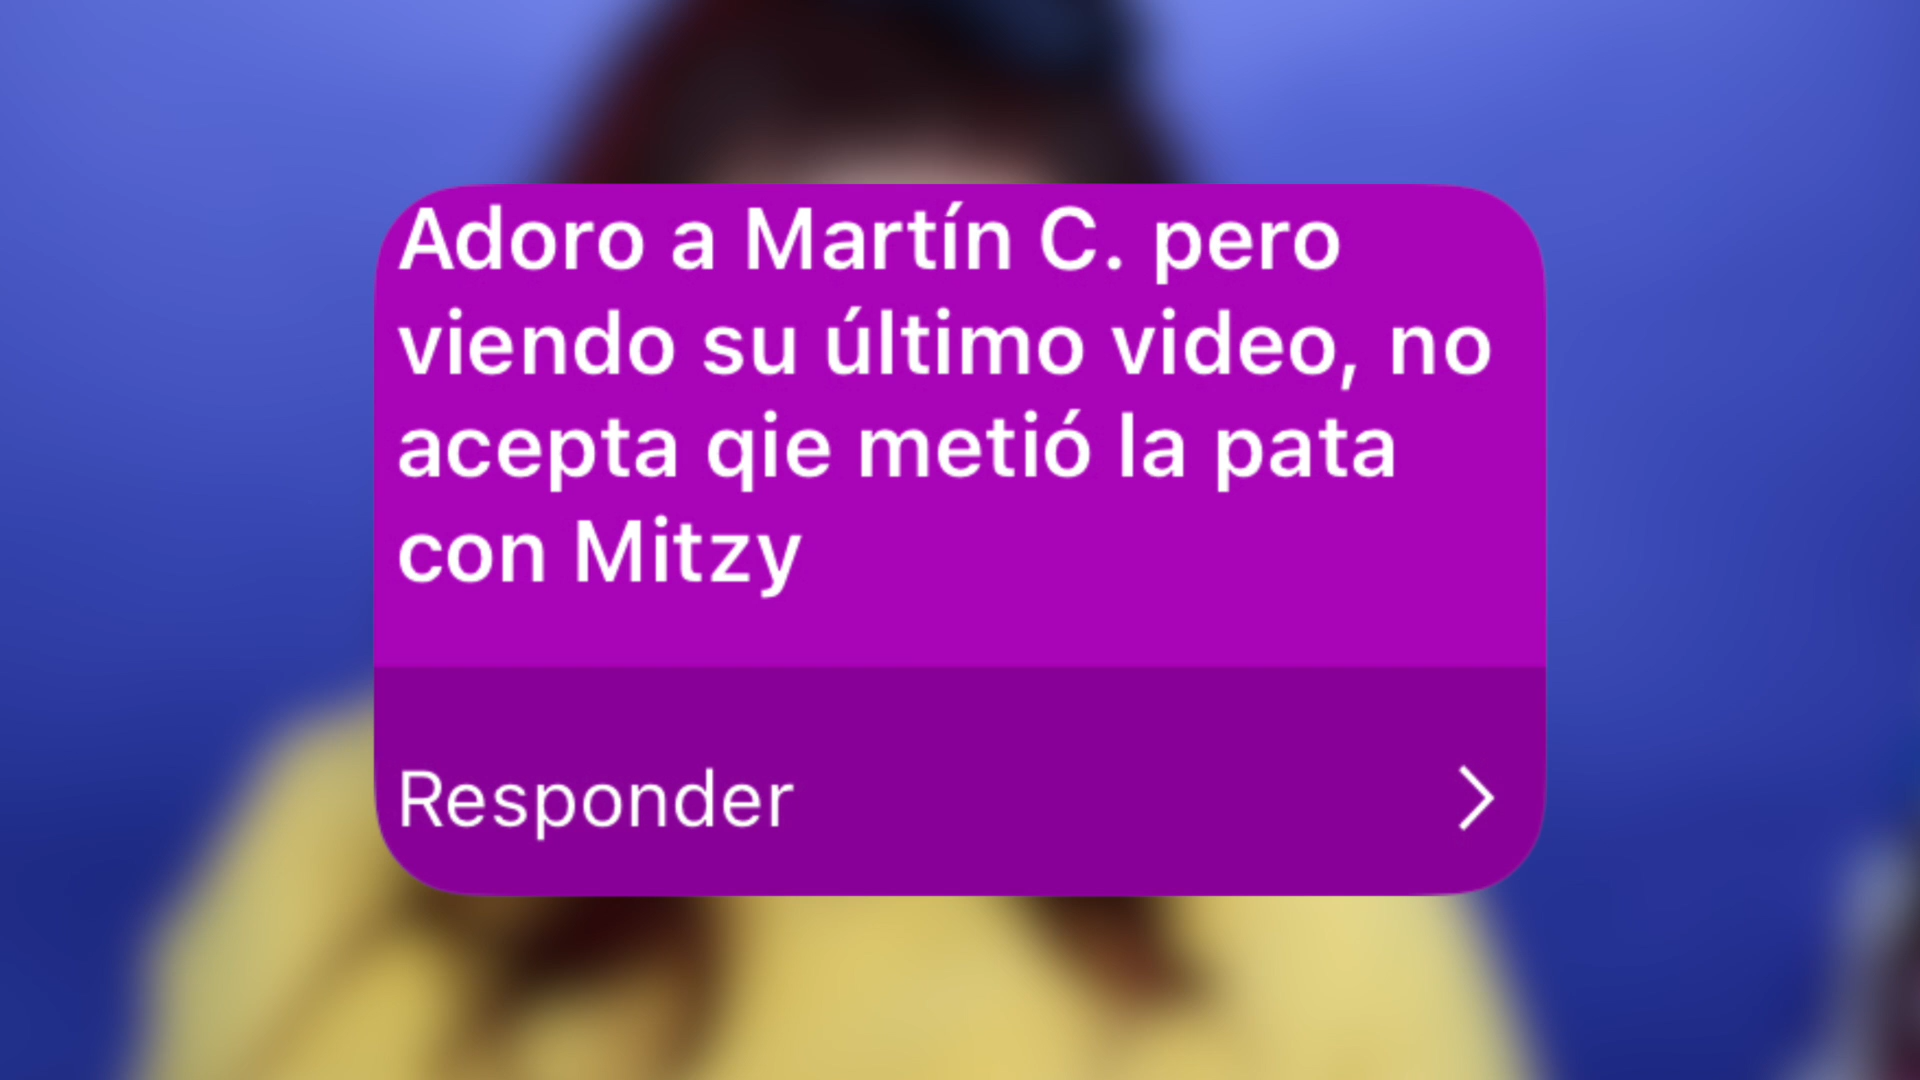 Adoro a Martín C. pero
viendo su último video, no
acepta qie metió la pata
con Mitzy
Responder